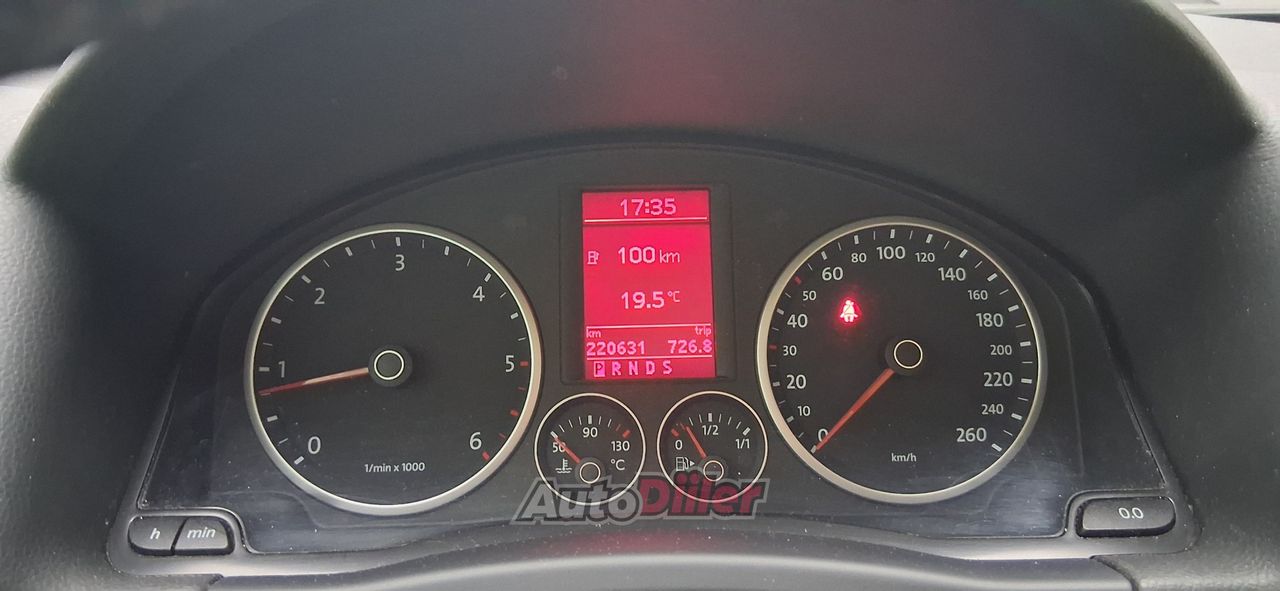 17:35
100 km
19.5 °C
km trip
220631 726.8
P R N D S
0 1 2 3 4 5 6
1/min x 1000
50 90 130
°C
0 1/2 1/1
0 10 20 30 40 50 60 80 100 120 140 160 180 200 220 240 260
km/h
h min
0.0
AutoDiiler